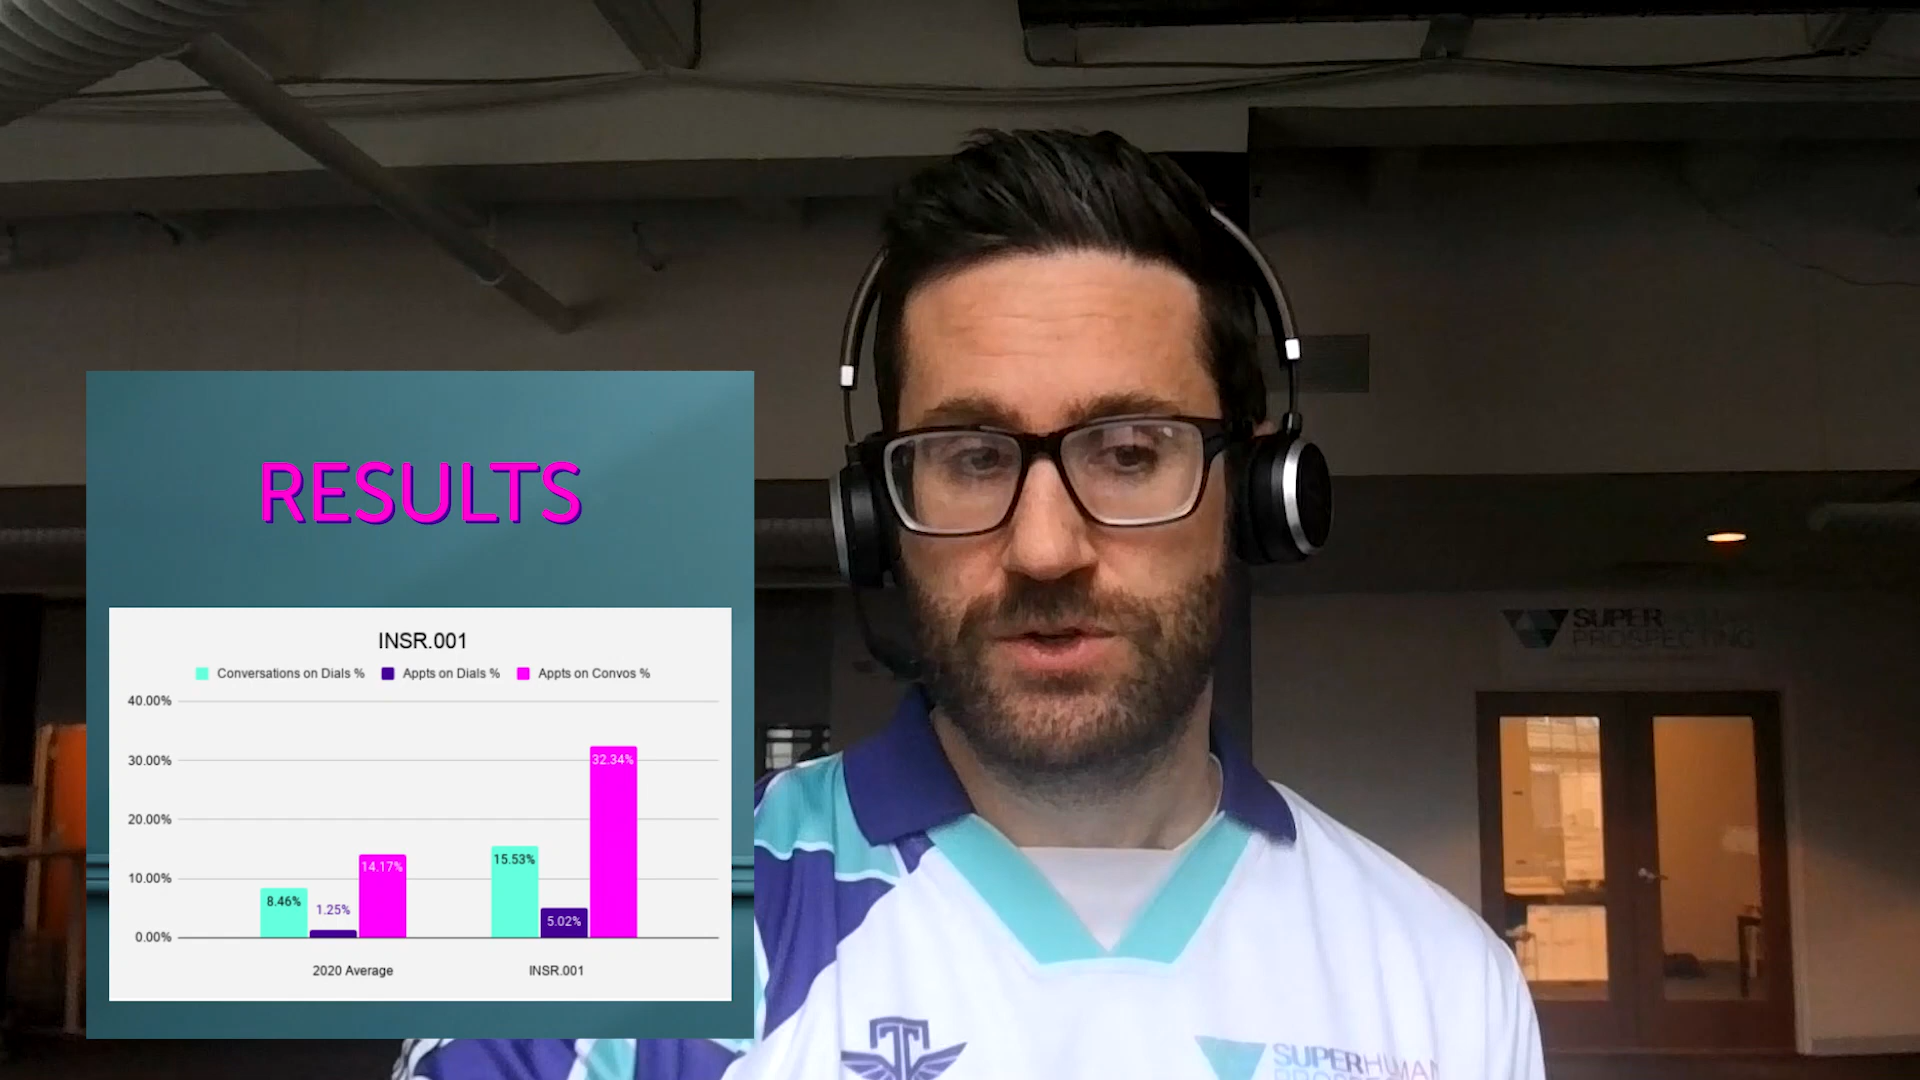 RESULTS
INSR.001
Conversations on Dials % Appts on Dials % Appts on Convos %
40.00%
30.00%
20.00%
10.00%
0.00%
8.46%
1.25%
14.17%
15.53%
5.02%
32.34%
2020 Average
INSR.001
SUPER
PROSPECTING
SUPERHUMAN